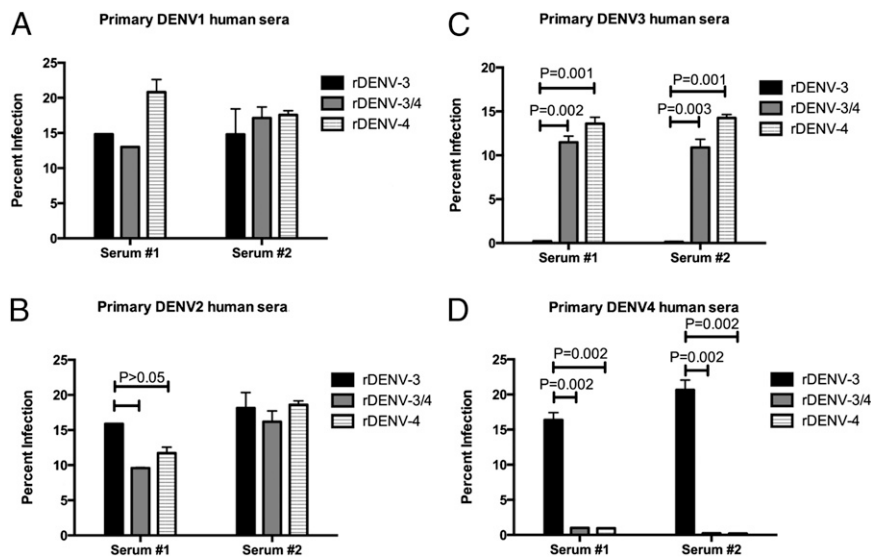 A
Primary DENV1 human sera
Percent Infection
25
20
15
10
5
0
Serum #1
Serum #2
rDENV-3
rDENV-3/4
rDENV-4
B
Primary DENV2 human sera
Percent Infection
25
20
15
10
5
0
P>0.05
Serum #1
Serum #2
rDENV-3
rDENV-3/4
rDENV-4
C
Primary DENV3 human sera
Percent Infection
20
15
10
5
0
P=0.001
P=0.002
P=0.001
P=0.003
Serum #1
Serum #2
rDENV-3
rDENV-3/4
rDENV-4
D
Primary DENV4 human sera
Percent Infection
25
20
15
10
5
0
P=0.002
P=0.002
P=0.002
P=0.002
Serum #1
Serum #2
rDENV-3
rDENV-3/4
rDENV-4